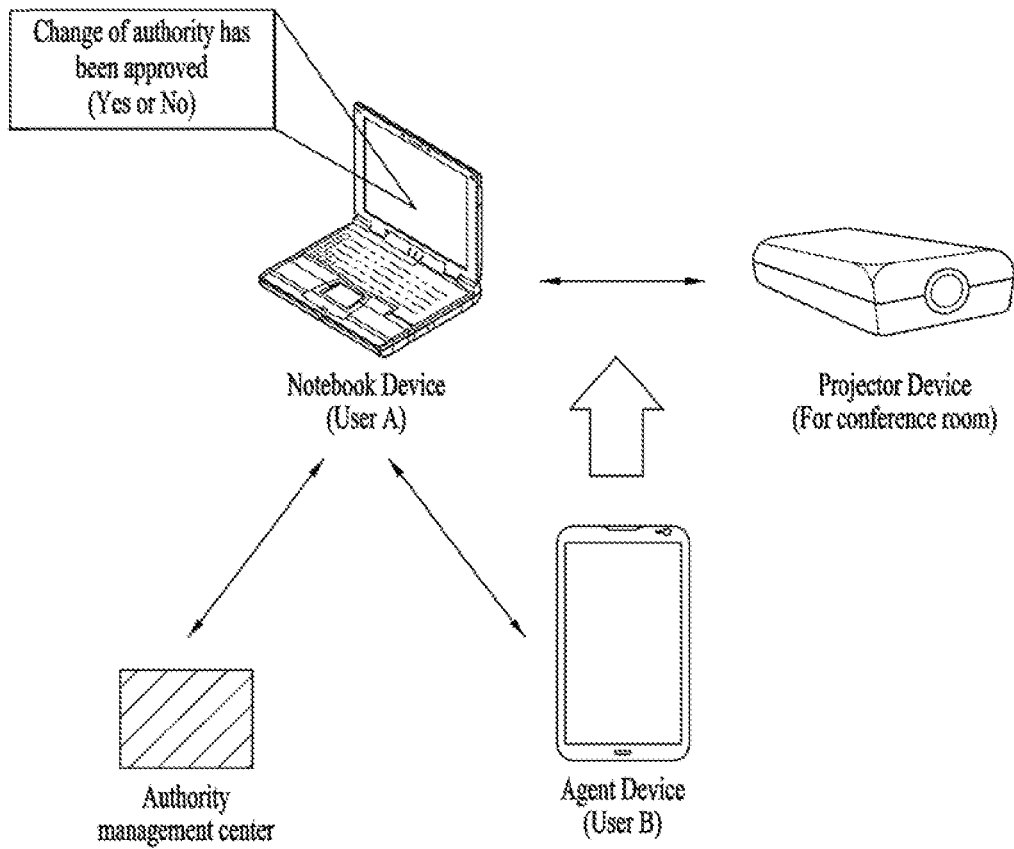 Change of authority has
been approved
(Yes or No)
Notebook Device
(User A)
Projector Device
(For conference room)
Authority
management center
Agent Device
(User B)